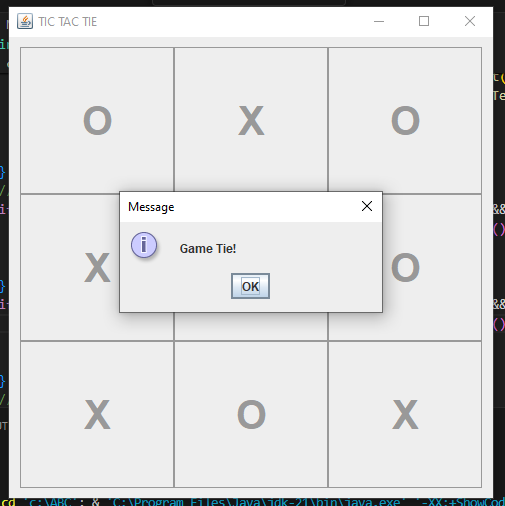 TIC TAC TIE
O X O
Message
X O
Game Tie!
OK
X O X
cd 'c:\ABC'; & 'C:\Program Files\Java\jdk-21\bin\java.exe' '-XX:+ShowCod